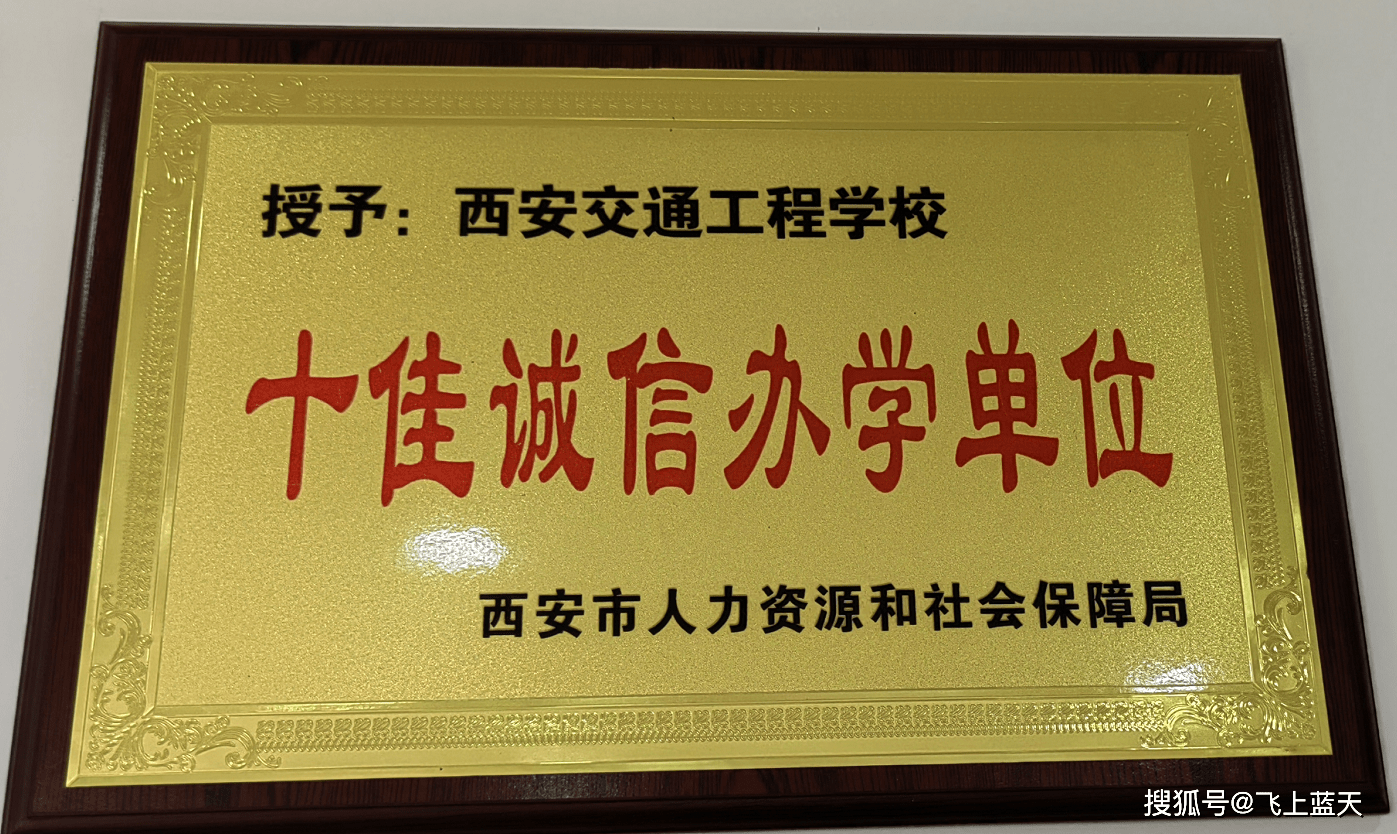 授予：西安交通工程学校
十佳诚信办学单位
西安市人力资源和社会保障局
搜狐号@飞上蓝天